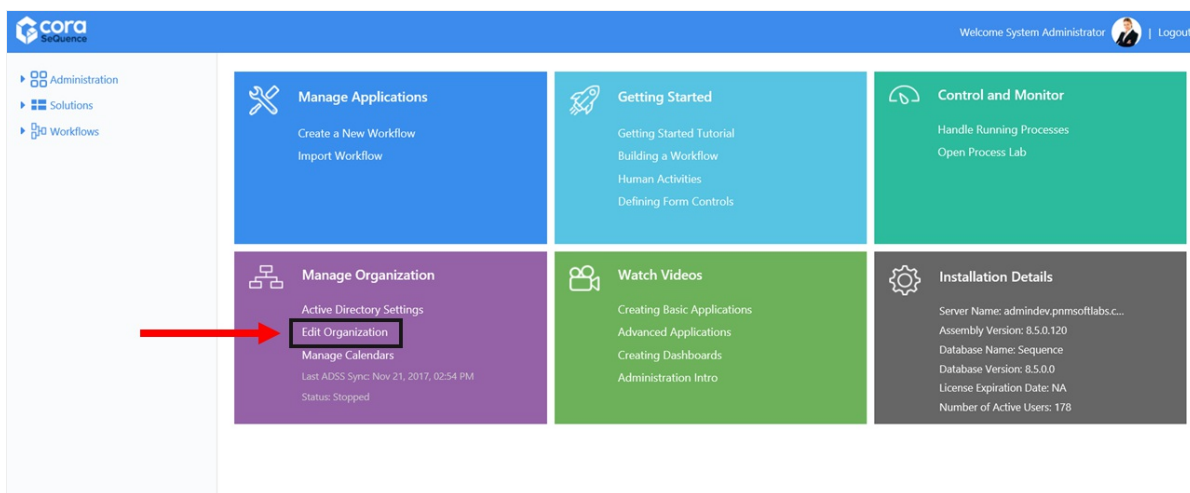 cora
SeQuence
Welcome System Administrator | Logout
Administration
Solutions
Workflows
Manage Applications
Create a New Workflow
Import Workflow
Getting Started
Getting Started Tutorial
Building a Workflow
Human Activities
Defining Form Controls
Control and Monitor
Handle Running Processes
Open Process Lab
Manage Organization
Active Directory Settings
Edit Organization
Manage Calendars
Last ADSS Sync: Nov 21, 2017, 02:54 PM
Status: Stopped
Watch Videos
Creating Basic Applications
Advanced Applications
Creating Dashboards
Administration Intro
Installation Details
Server Name: admindev.pnmsoftlabs.c...
Assembly Version: 8.5.0.120
Database Name: Sequence
Database Version: 8.5.0.0
License Expiration Date: NA
Number of Active Users: 178